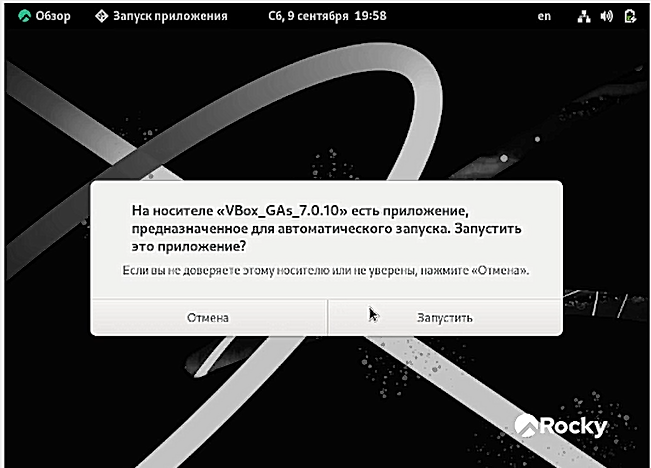 Обзор Запуск приложения Сб, 9 сентября 19:58 en
На носителе «VBox_GAs_7.0.10» есть приложение,
предназначенное для автоматического запуска. Запустить
это приложение?
Если вы не доверяете этому носителю или не уверены, нажмите «Отмена».
Отмена Запустить
Rocky